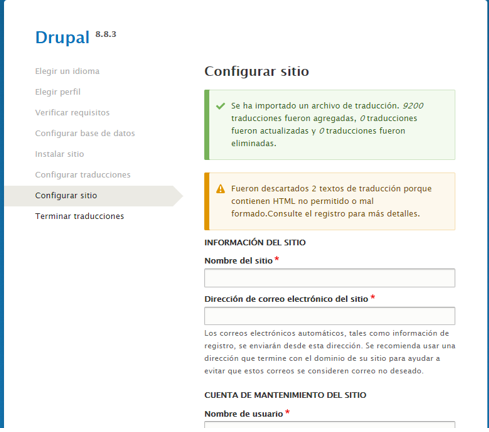 Drupal 8.8.3
Elegir un idioma
Elegir perfil
Verificar requisitos
Configurar base de datos
Instalar sitio
Configurar traducciones
Configurar sitio
Terminar traducciones
Configurar sitio
Se ha importado un archivo de traducción. 9200
traducciones fueron agregadas, 0 traducciones
fueron actualizadas y 0 traducciones fueron
eliminadas.
Fueron descartados 2 textos de traducción porque
contienen HTML no permitido o mal
formado.Consulte el registro para más detalles.
INFORMACIÓN DEL SITIO
Nombre del sitio *
Dirección de correo electrónico del sitio *
Los correos electrónicos automáticos, tales como información de
registro, se enviarán desde esta dirección. Se recomienda usar una
dirección que termine con el dominio de su sitio para ayudar a
evitar que estos correos se consideren correo no deseado.
CUENTA DE MANTENIMIENTO DEL SITIO
Nombre de usuario *